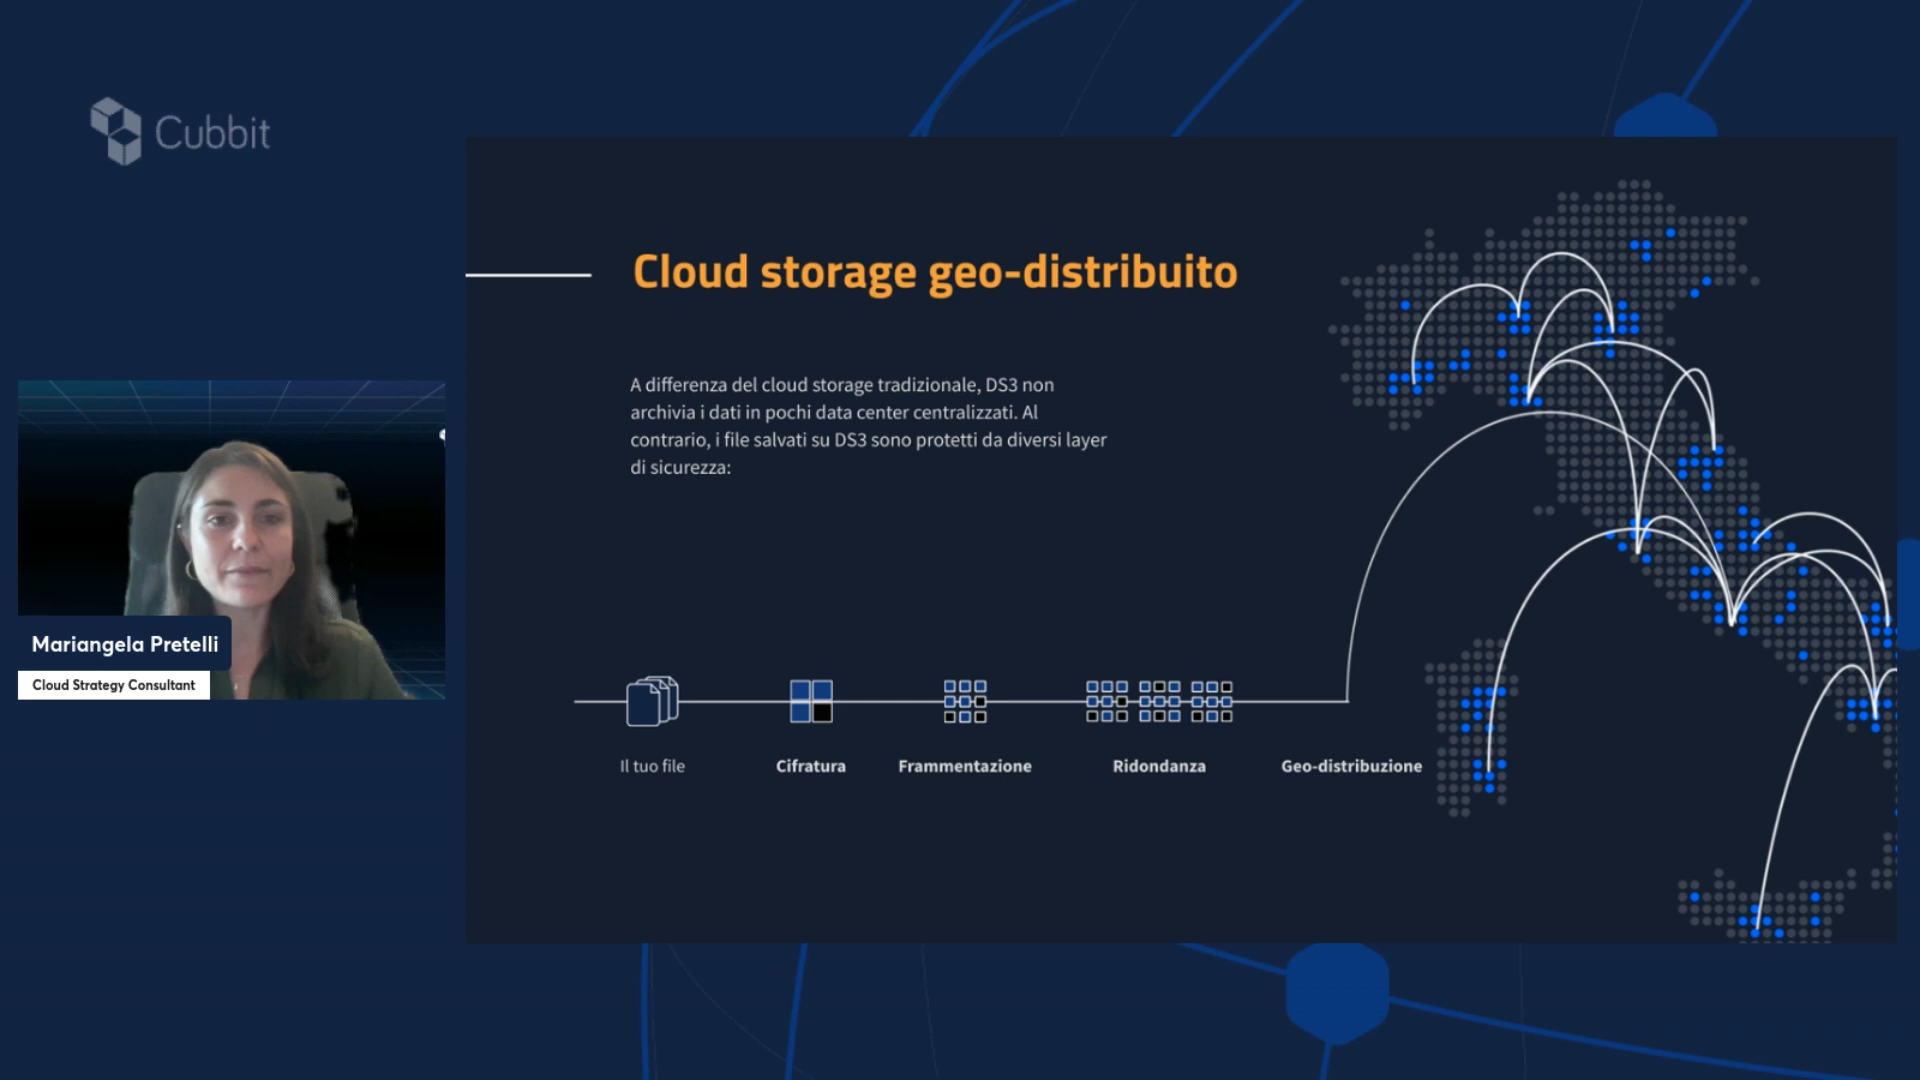 Cubbit
Cloud storage geo-distribuito
A differenza del cloud storage tradizionale, DS3 non
archivia i dati in pochi data center centralizzati. Al
contrario, i file salvati su DS3 sono protetti da diversi layer
di sicurezza:
Mariangela Pretelli
Cloud Strategy Consultant
Il tuo file
Cifratura
Frammentazione
Ridondanza
Geo-distribuzione